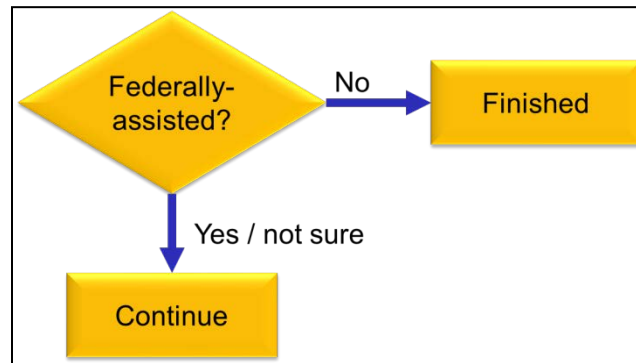 Federally-
assisted?
No
Finished
Yes / not sure
Continue